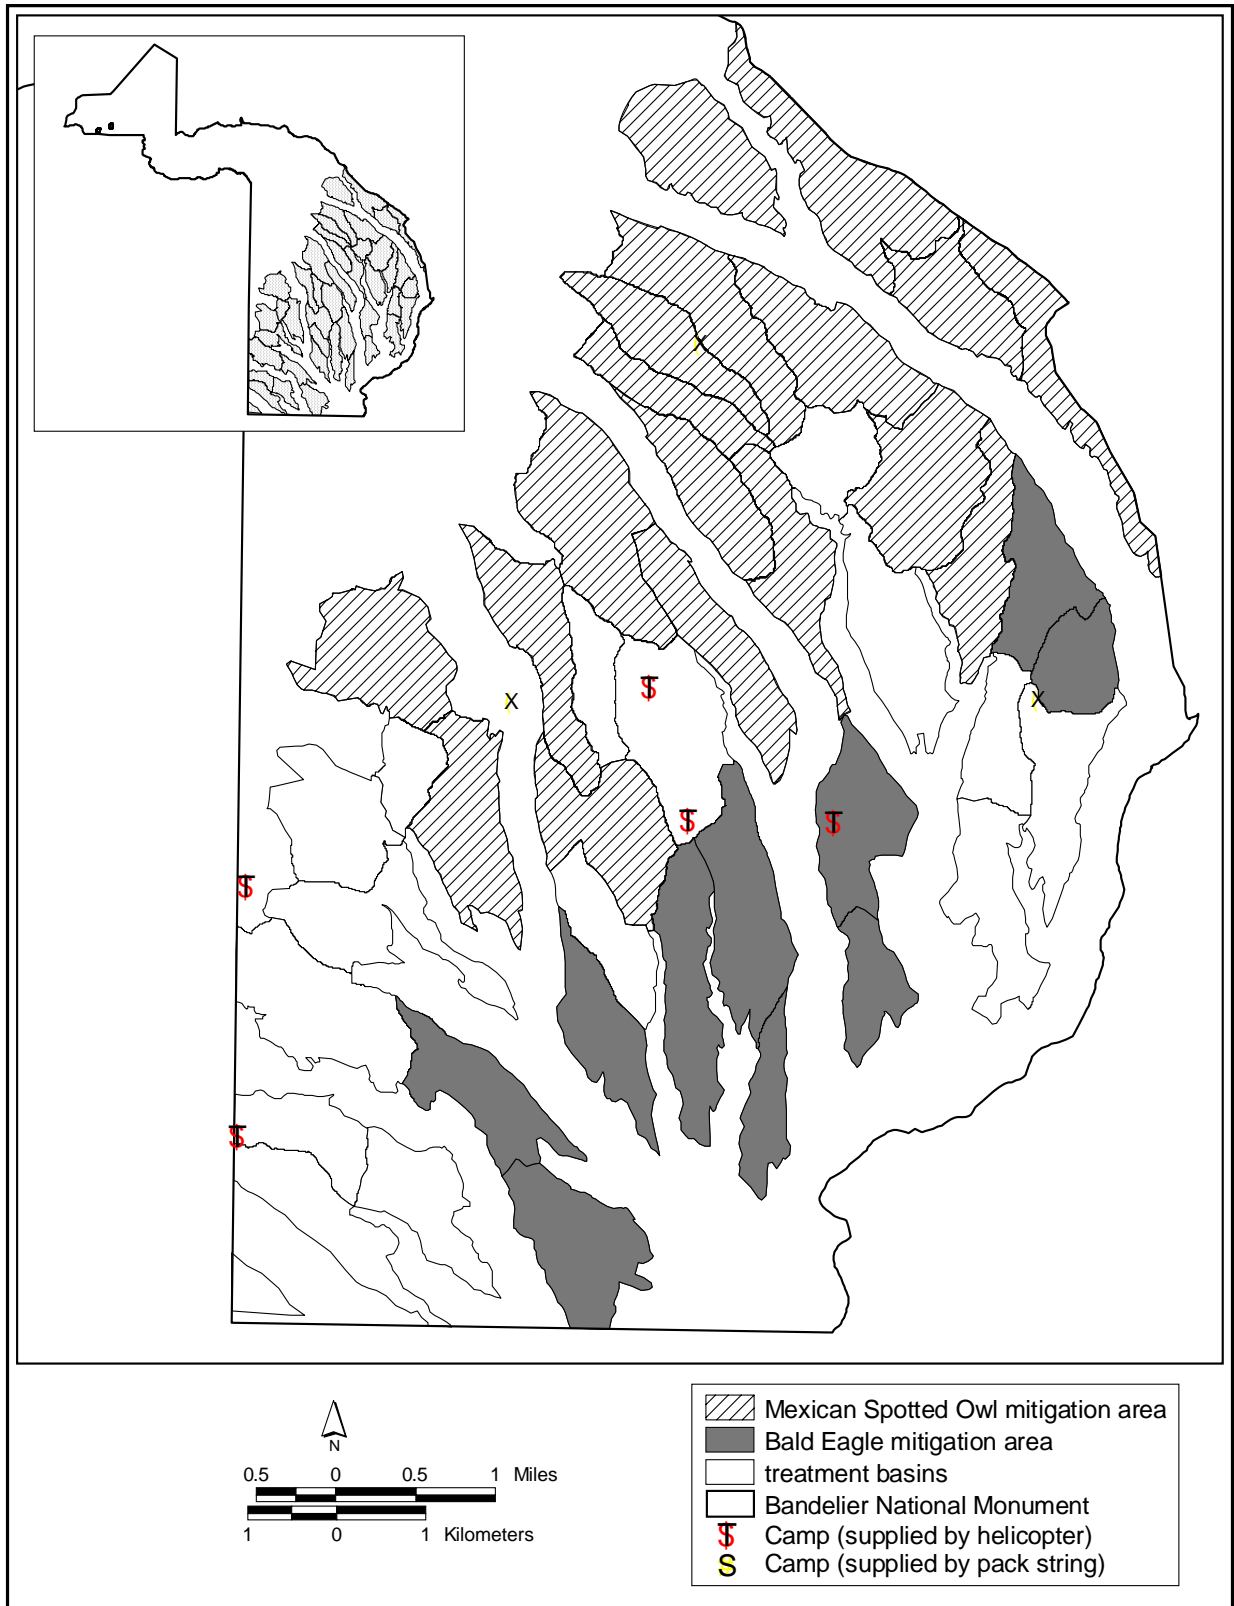 X
$
X
X
$
$
$
$
N
0.5 0 0.5 1 Miles
1 0 1 Kilometers
Mexican Spotted Owl mitigation area
Bald Eagle mitigation area
treatment basins
Bandelier National Monument
$ Camp (supplied by helicopter)
S Camp (supplied by pack string)